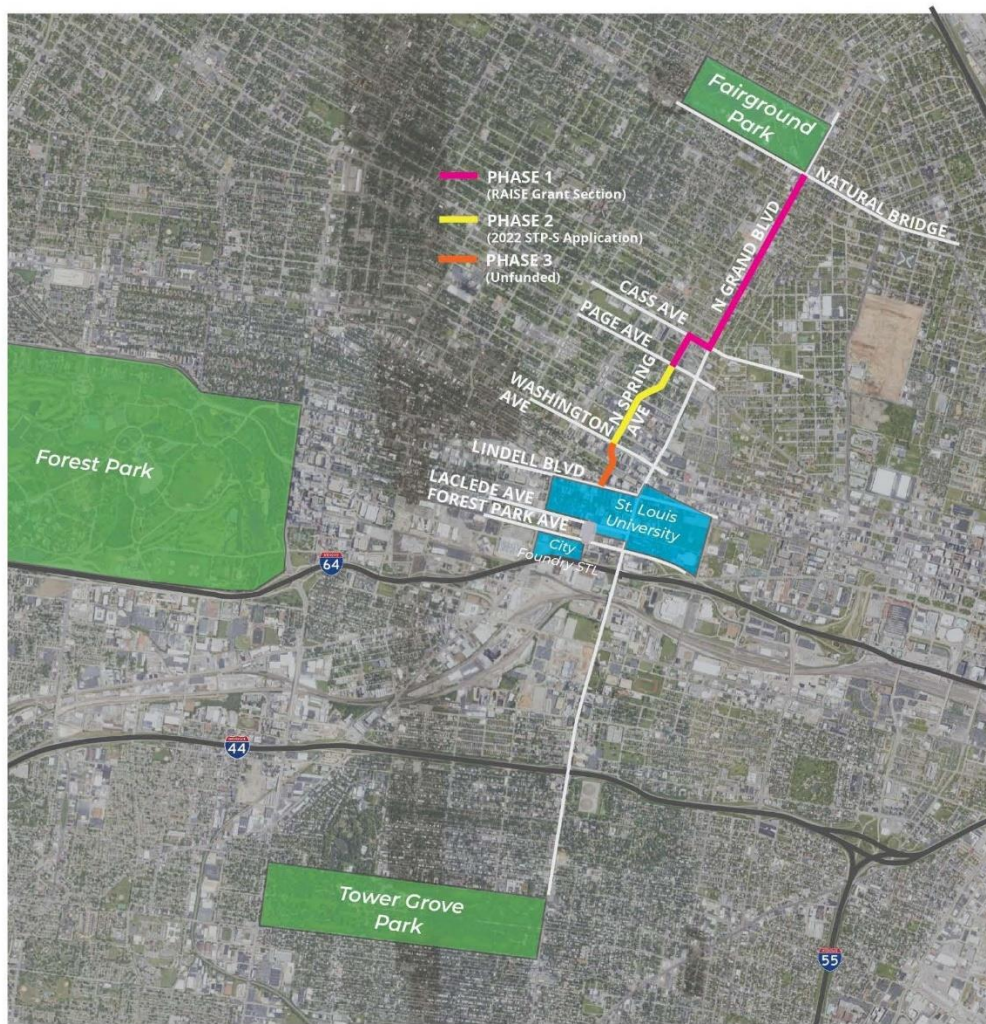 Fairground
Park
PHASE 1
(RAISE Grant Section)
NATURAL BRIDGE
PHASE 2
(2022 STP-S Application)
N GRAND BLVD
PHASE 3
(Unfunded)
CASS AVE
PAGE AVE
N SPRING
AVE
WASHINGTON
AVE
LINDELL BLVD
Forest Park
LACLEDE AVE
FOREST PARK AVE
St. Louis
University
City
Foundry STL
64
44
Tower Grove
Park
55